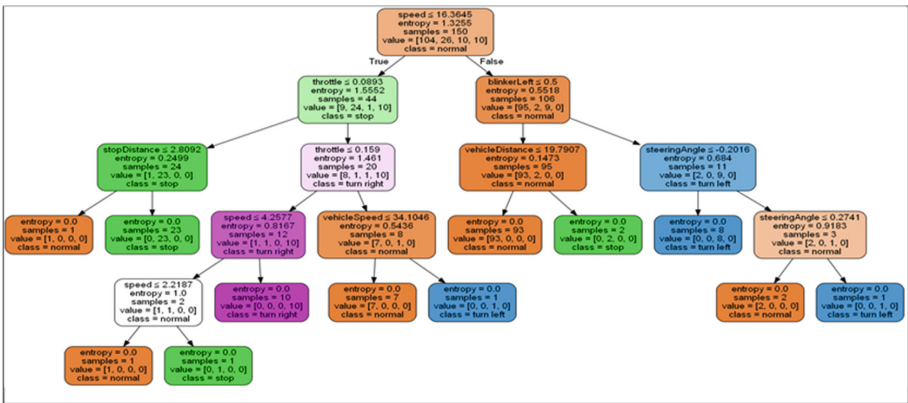 speed ≤ 16.3645
entropy = 1.3255
samples = 150
value = [104, 26, 10, 10]
class = normal
True
False
throttle ≤ 0.0893
entropy = 1.5552
samples = 44
value = [9, 24, 1, 10]
class = stop
blinkerLeft ≤ 0.5
entropy = 0.5518
samples = 106
value = [95, 2, 9, 0]
class = normal
stopDistance ≤ 2.8092
entropy = 0.2499
samples = 24
value = [1, 23, 0, 0]
class = stop
throttle ≤ 0.159
entropy = 1.461
samples = 20
value = [8, 1, 1, 10]
class = turn right
vehicleDistance ≤ 19.7907
entropy = 0.1473
samples = 95
value = [93, 2, 0, 0]
class = normal
steeringAngle ≤ -0.2016
entropy = 0.684
samples = 11
value = [2, 0, 9, 0]
class = turn left
entropy = 0.0
samples = 1
value = [1, 0, 0, 0]
class = normal
entropy = 0.0
samples = 23
value = [0, 23, 0, 0]
class = stop
speed ≤ 4.2577
entropy = 0.8167
samples = 12
value = [1, 1, 0, 10]
class = turn right
vehicleSpeed ≤ 34.1046
entropy = 0.5436
samples = 8
value = [7, 0, 1, 0]
class = normal
entropy = 0.0
samples = 93
value = [93, 0, 0, 0]
class = normal
entropy = 0.0
samples = 2
value = [0, 2, 0, 0]
class = stop
entropy = 0.0
samples = 8
value = [0, 0, 8, 0]
class = turn left
steeringAngle ≤ 0.2741
entropy = 0.9183
samples = 3
value = [2, 0, 1, 0]
class = normal
speed ≤ 2.2187
entropy = 1.0
samples = 2
value = [1, 1, 0, 0]
class = normal
entropy = 0.0
samples = 10
value = [0, 0, 0, 10]
class = turn right
entropy = 0.0
samples = 7
value = [7, 0, 0, 0]
class = normal
entropy = 0.0
samples = 1
value = [0, 0, 1, 0]
class = turn left
entropy = 0.0
samples = 2
value = [2, 0, 0, 0]
class = normal
entropy = 0.0
samples = 1
value = [0, 0, 1, 0]
class = turn left
entropy = 0.0
samples = 1
value = [1, 0, 0, 0]
class = normal
entropy = 0.0
samples = 1
value = [0, 1, 0, 0]
class = stop